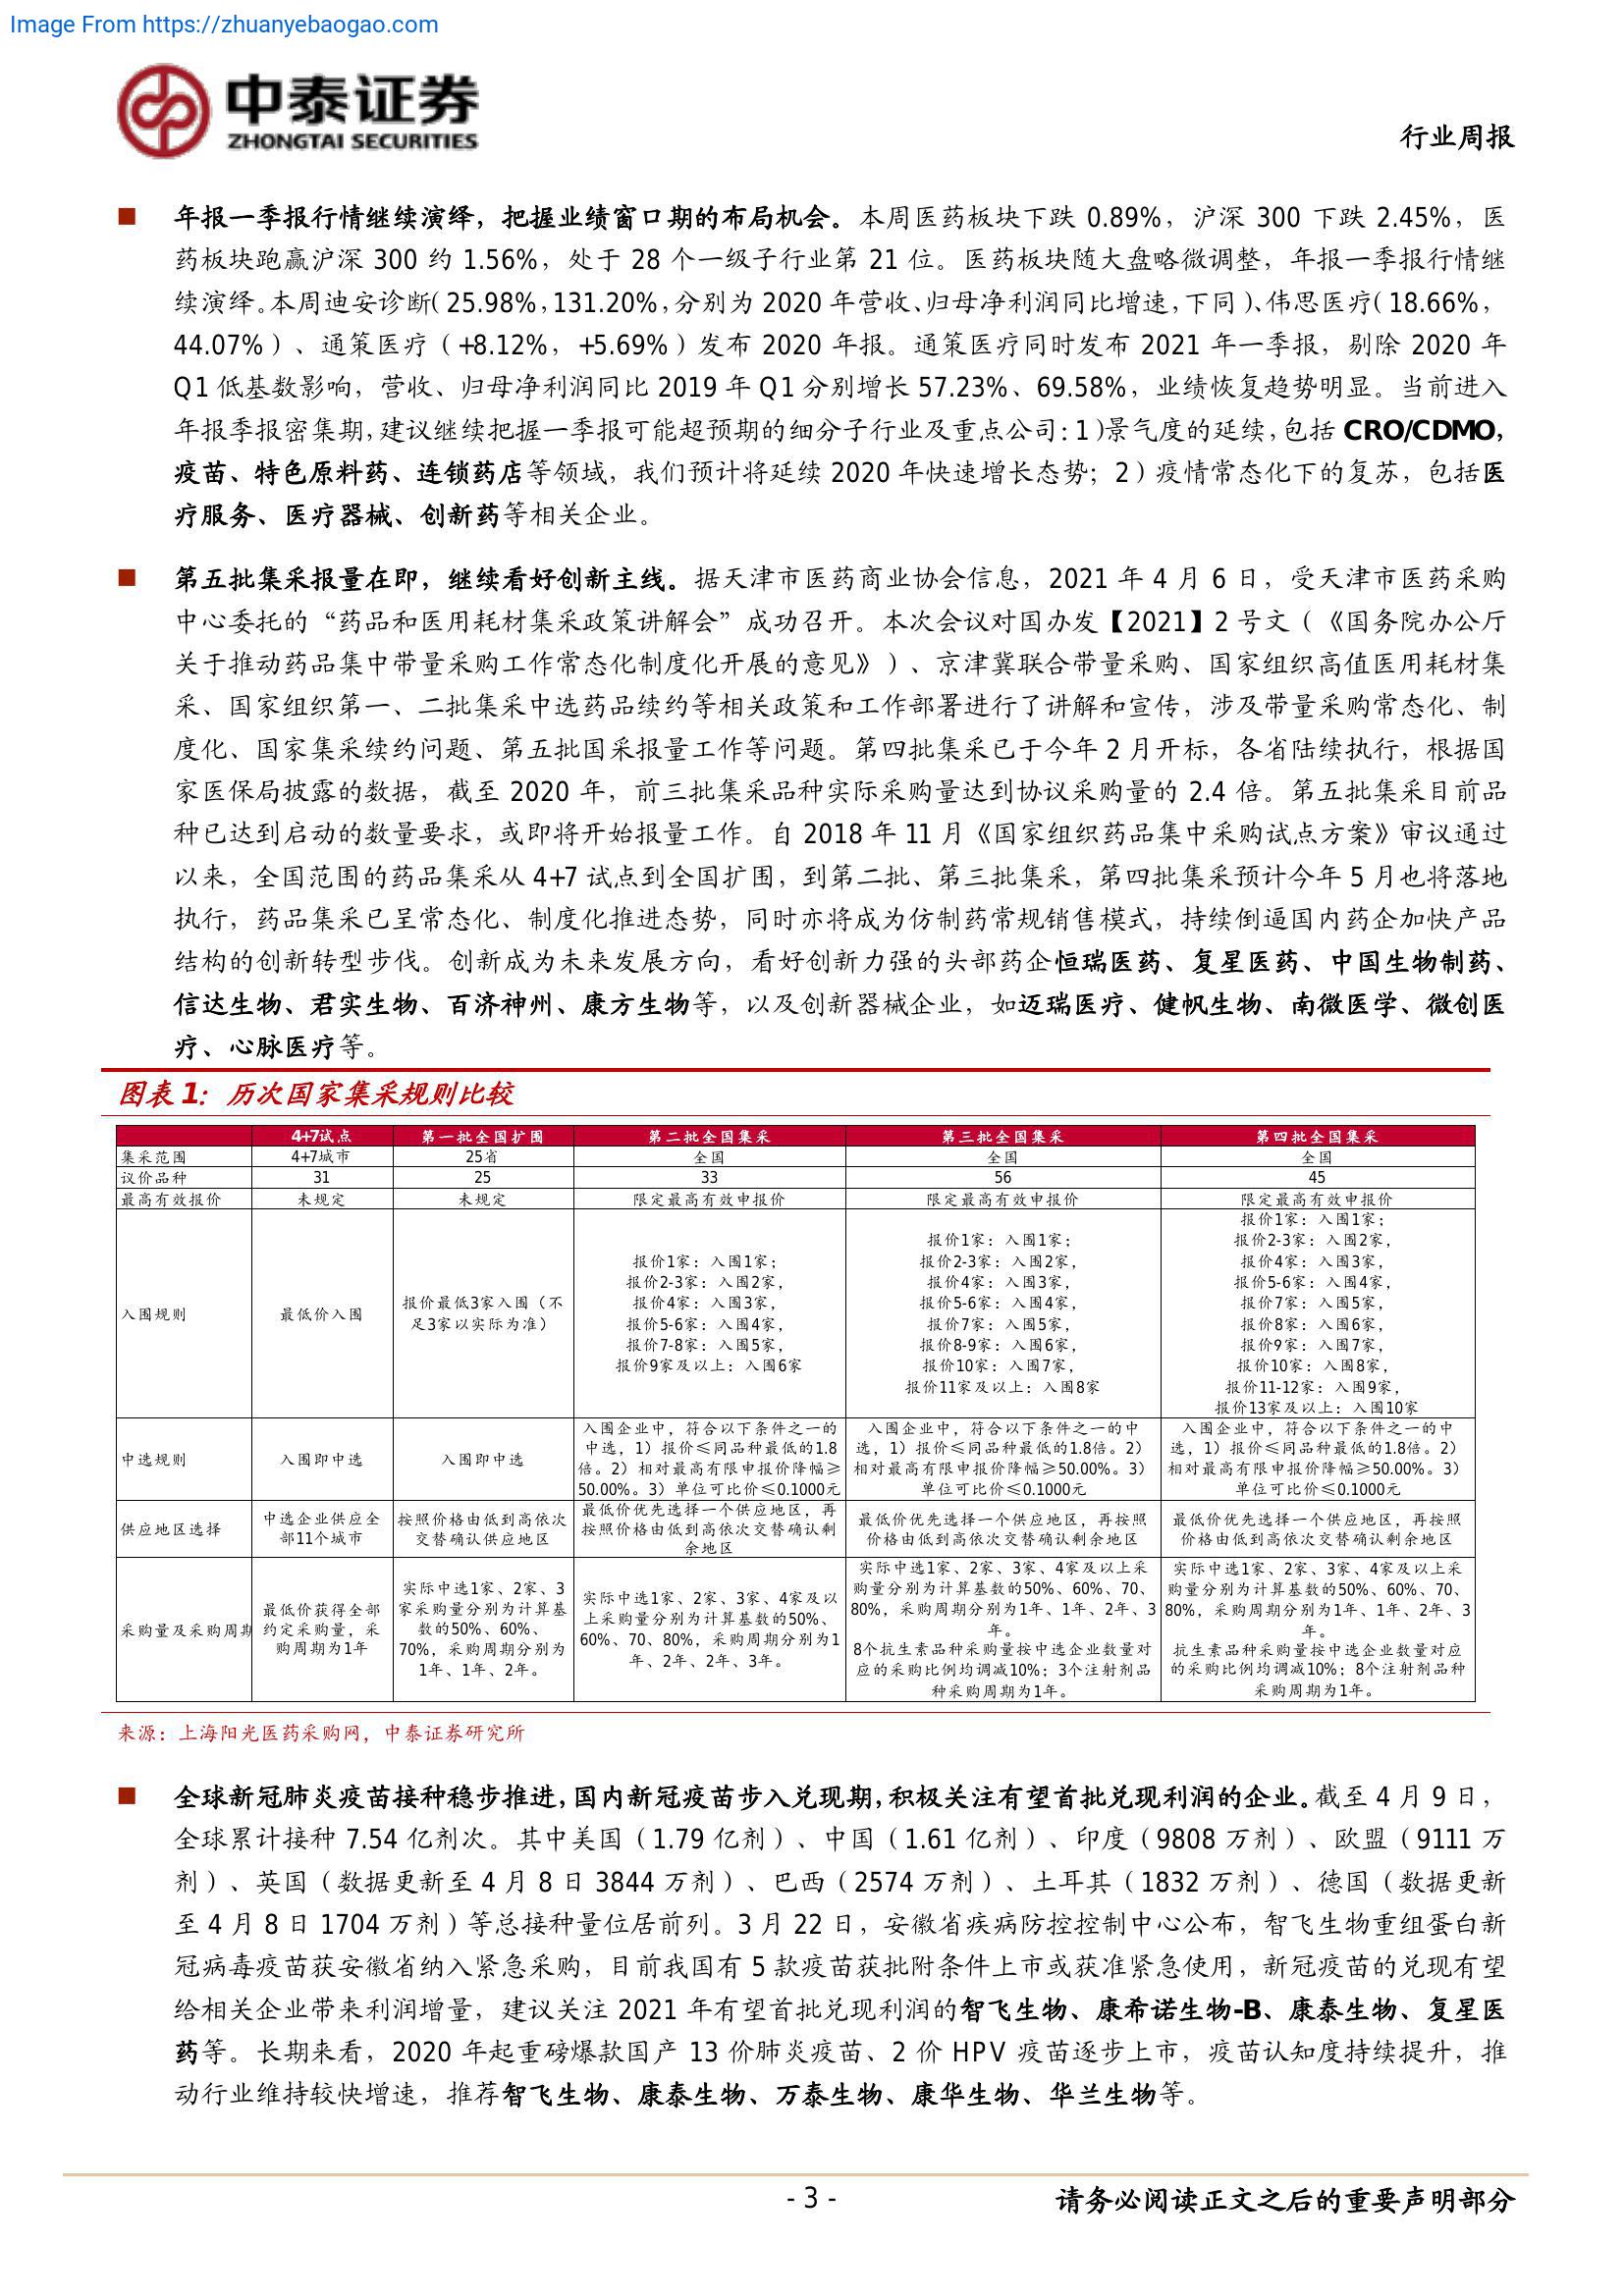 Image From https://zhuanyebaogao.com
中泰证券
ZHONGTAI SECURITIES
行业周报
■ 年报一季报行情继续演绎，把握业绩窗口期的布局机会。本周医药板块下跌 0.89%，沪深 300 下跌 2.45%，医
药板块跑赢沪深 300 约 1.56%，处于 28 个一级子行业第 21 位。医药板块随大盘略微调整，年报一季报行情继
续演绎。本周迪安诊断（25.98%，131.20%，分别为 2020 年营收、归母净利润同比增速，下同）、伟思医疗（18.66%，
44.07%）、通策医疗（+8.12%，+5.69%）发布 2020 年报。通策医疗同时发布 2021 年一季报，剔除 2020 年
Q1 低基数影响，营收、归母净利润同比 2019 年 Q1 分别增长 57.23%、69.58%，业绩恢复趋势明显。当前进入
年报季报密集期，建议继续把握一季报可能超预期的细分子行业及重点公司：1）景气度的延续，包括 CRO/CDMO，
疫苗、特色原料药、连锁药店等领域，我们预计将延续 2020 年快速增长态势；2）疫情常态化下的复苏，包括医
疗服务、医疗器械、创新药等相关企业。
■ 第五批集采报量在即，继续看好创新主线。据天津市医药商业协会信息，2021 年 4 月 6 日，受天津市医药采购
中心委托的“药品和医用耗材集采政策讲解会”成功召开。本次会议对国办发【2021】2 号文（《国务院办公厅
关于推动药品集中带量采购工作常态化制度化开展的意见》）、京津冀联合带量采购、国家组织高值医用耗材集
采、国家组织第一、二批集采中选药品续约等相关政策和工作部署进行了讲解和宣传，涉及带量采购常态化、制
度化、国家集采续约问题、第五批国采报量工作等问题。第四批集采已于今年 2 月开标，各省陆续执行，根据国
家医保局披露的数据，截至 2020 年，前三批集采品种实际采购量达到协议采购量的 2.4 倍。第五批集采目前品
种已达到启动的数量要求，或即将开始报量工作。自 2018 年 11 月《国家组织药品集中采购试点方案》审议通过
以来，全国范围的药品集采从 4+7 试点到全国扩围，到第二批、第三批集采，第四批集采预计今年 5 月也将落地
执行，药品集采已呈常态化、制度化推进态势，同时亦将成为仿制药常规销售模式，持续倒逼国内药企加快产品
结构的创新转型步伐。创新成为未来发展方向，看好创新力强的头部药企恒瑞医药、复星医药、中国生物制药、
信达生物、君实生物、百济神州、康方生物等，以及创新器械企业，如迈瑞医疗、健帆生物、南微医学、微创医
疗、心脉医疗等。
图表 1：历次国家集采规则比较
4+7试点 第一批全国扩围 第二批全国集采 第三批全国集采 第四批全国集采
集采范围 4+7城市 25省 全国 全国 全国
议价品种 31 25 33 56 45
最高有效报价 未规定 未规定 限定最高有效申报价 限定最高有效申报价 限定最高有效申报价
入围规则
最低价入围
报价最低3家入围（不
足3家以实际为准）
报价1家：入围1家；
报价2-3家：入围2家，
报价4家：入围3家，
报价5-6家：入围4家，
报价7-8家：入围5家，
报价9家及以上：入围6家
报价1家：入围1家；
报价2-3家：入围2家，
报价4家：入围3家，
报价5-6家：入围4家，
报价7家：入围5家，
报价8-9家：入围6家，
报价10家：入围7家，
报价11家及以上：入围8家
报价1家：入围1家；
报价2-3家：入围2家，
报价4家：入围3家，
报价5-6家：入围4家，
报价7家：入围5家，
报价8家：入围6家，
报价9家：入围7家，
报价10家：入围8家，
报价11-12家：入围9家，
报价13家及以上：入围10家
中选规则
入围即中选
入围即中选
入围企业中，符合以下条件之一的
中选，1）报价≤同品种最低的1.8
倍。2）相对最高有限申报价降幅≥
50.00%。3）单位可比价≤0.1000元
入围企业中，符合以下条件之一的中
选，1）报价≤同品种最低的1.8倍。2）
相对最高有限申报价降幅≥50.00%。3）
单位可比价≤0.1000元
入围企业中，符合以下条件之一的中
选，1）报价≤同品种最低的1.8倍。2）
相对最高有限申报价降幅≥50.00%。3）
单位可比价≤0.1000元
供应地区选择
中选企业供应全
部11个城市
按照价格由低到高依次
交替确认供应地区
最低价优先选择一个供应地区，再
按照价格由低到高依次交替确认剩
余地区
最低价优先选择一个供应地区，再按照
价格由低到高依次交替确认剩余地区
最低价优先选择一个供应地区，再按照
价格由低到高依次交替确认剩余地区
采购量及采购周期
最低价获得全部
约定采购量，采
购周期为1年
实际中选1家、2家、3
家采购量分别为计算基
数的50%、60%、
70%，采购周期分别为
1年、1年、2年。
实际中选1家、2家、3家、4家及以
上采购量分别为计算基数的50%、
60%、70、80%，采购周期分别为1
年、2年、2年、3年。
实际中选1家、2家、3家、4家及以上采
购量分别为计算基数的50%、60%、70、
80%，采购周期分别为1年、1年、2年、3
年。
8个抗生素品种采购量按中选企业数量对
应的采购比例均调减10%；3个注射剂品
种采购周期为1年。
实际中选1家、2家、3家、4家及以上采
购量分别为计算基数的50%、60%、70、
80%，采购周期分别为1年、1年、2年、3
年。
抗生素品种采购量按中选企业数量对应
的采购比例均调减10%；8个注射剂品种
采购周期为1年。
来源：上海阳光医药采购网，中泰证券研究所
■ 全球新冠肺炎疫苗接种稳步推进，国内新冠疫苗步入兑现期，积极关注有望首批兑现利润的企业。截至 4 月 9 日，
全球累计接种 7.54 亿剂次。其中美国（1.79 亿剂）、中国（1.61 亿剂）、印度（9808 万剂）、欧盟（9111 万
剂）、英国（数据更新至 4 月 8 日 3844 万剂）、巴西（2574 万剂）、土耳其（1832 万剂）、德国（数据更新
至 4 月 8 日 1704 万剂）等总接种量位居前列。3 月 22 日，安徽省疾病防控控制中心公布，智飞生物重组蛋白新
冠病毒疫苗获安徽省纳入紧急采购，目前我国有 5 款疫苗获批附条件上市或获准紧急使用，新冠疫苗的兑现有望
给相关企业带来利润增量，建议关注 2021 年有望首批兑现利润的智飞生物、康希诺生物-B、康泰生物、复星医
药等。长期来看，2020 年起重磅爆款国产 13 价肺炎疫苗、2 价 HPV 疫苗逐步上市，疫苗认知度持续提升，推
动行业维持较快增速，推荐智飞生物、康泰生物、万泰生物、康华生物、华兰生物等。
- 3 -
请务必阅读正文之后的重要声明部分